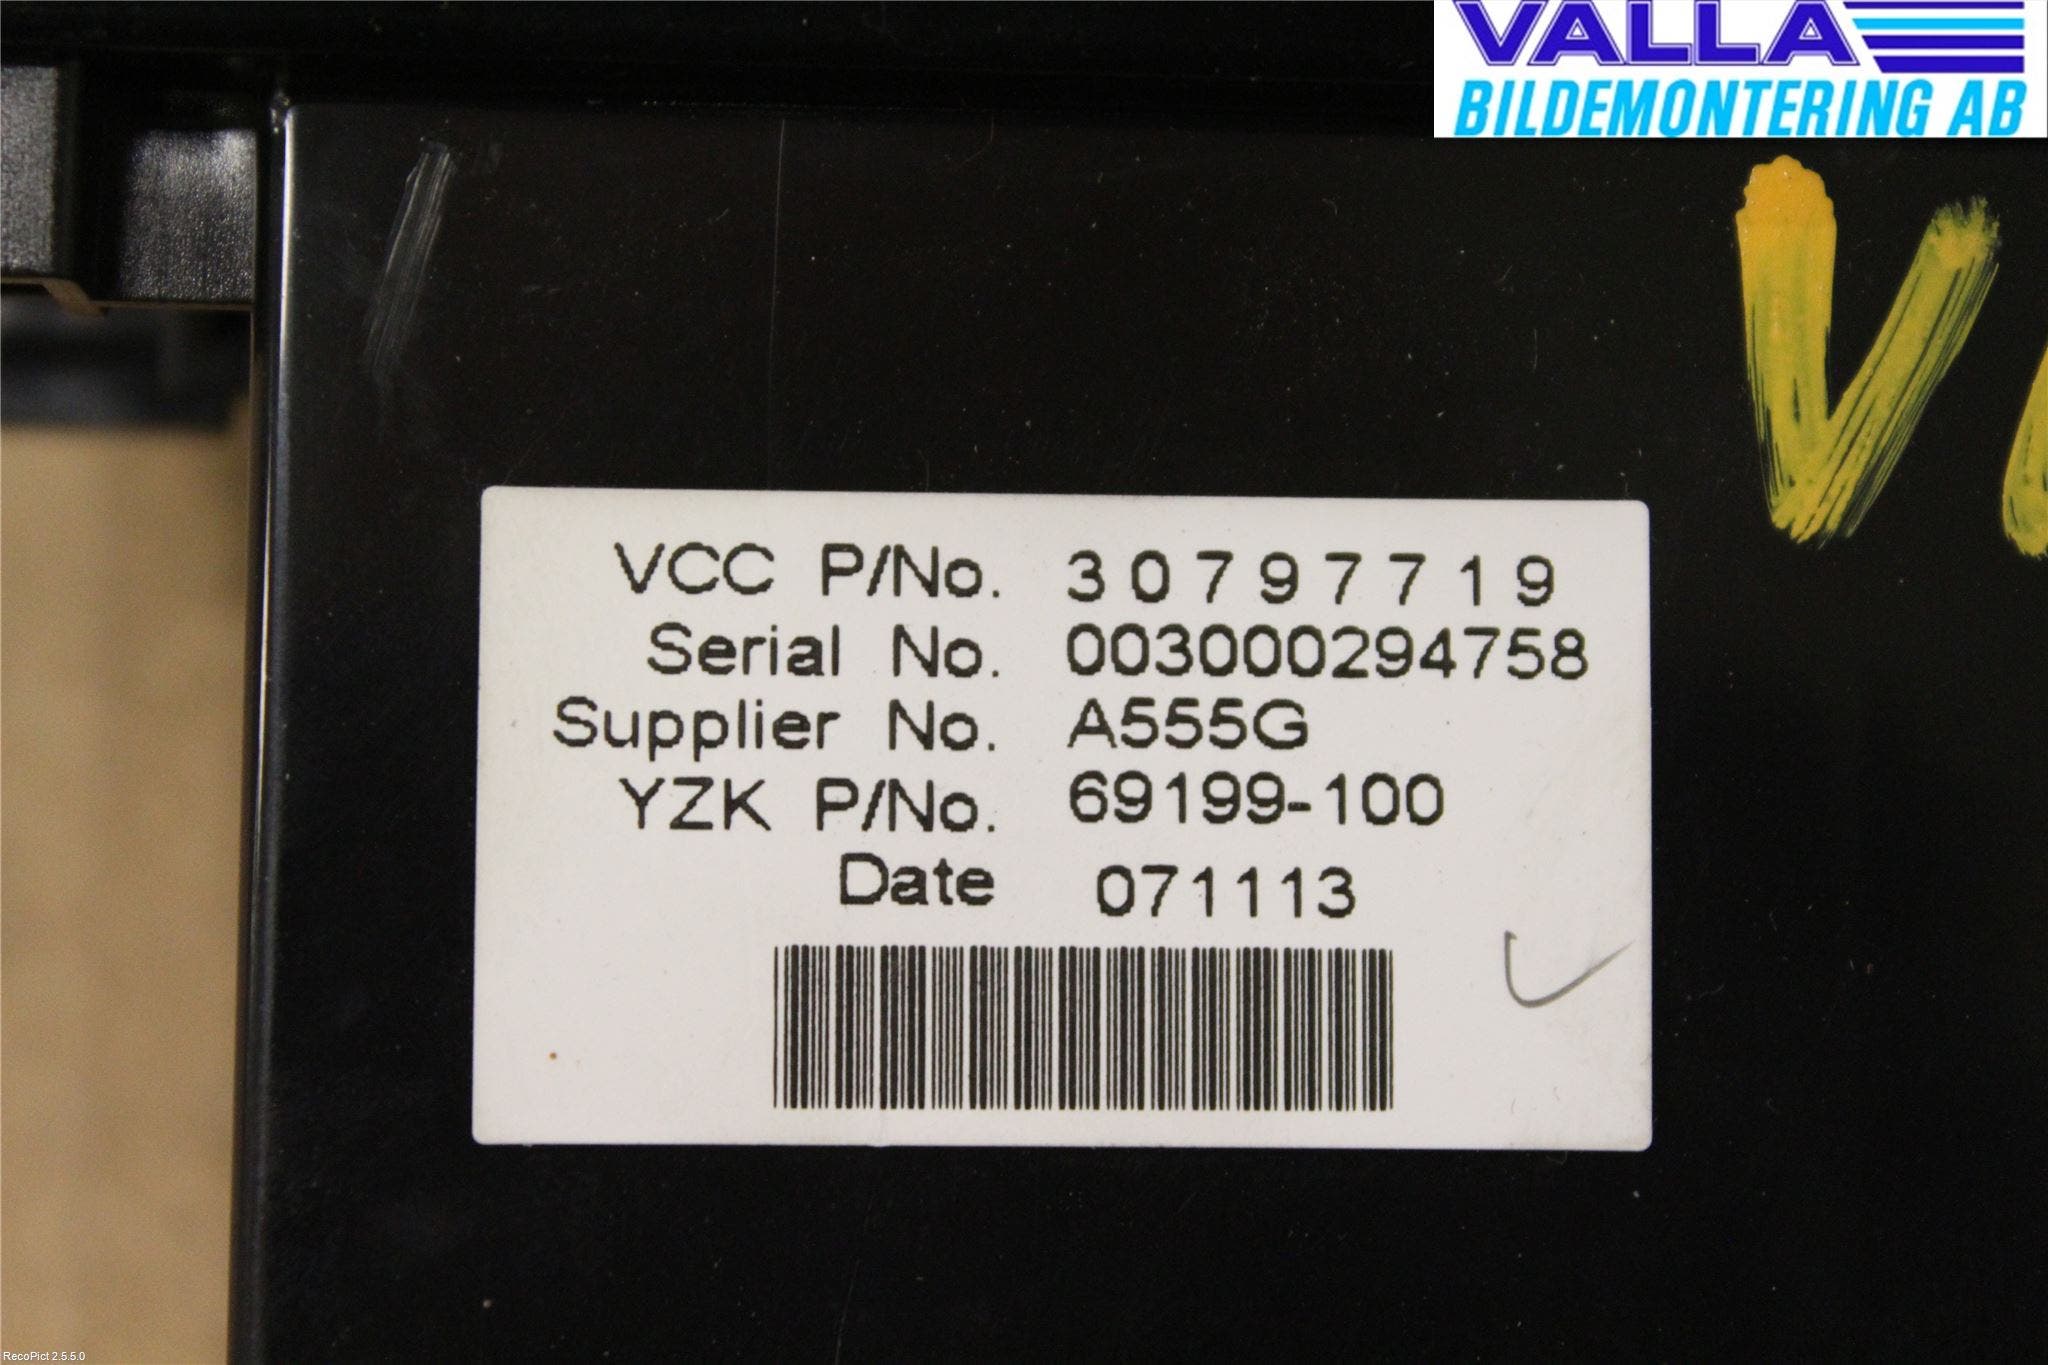 VALLA
BILDEMONTERING AB
V
VCC P/No. 30797719
Serial No. 003000294758
Supplier No. A555G
YZK P/No. 69199-100
Date 071113
RecoPict 2.5.5.0